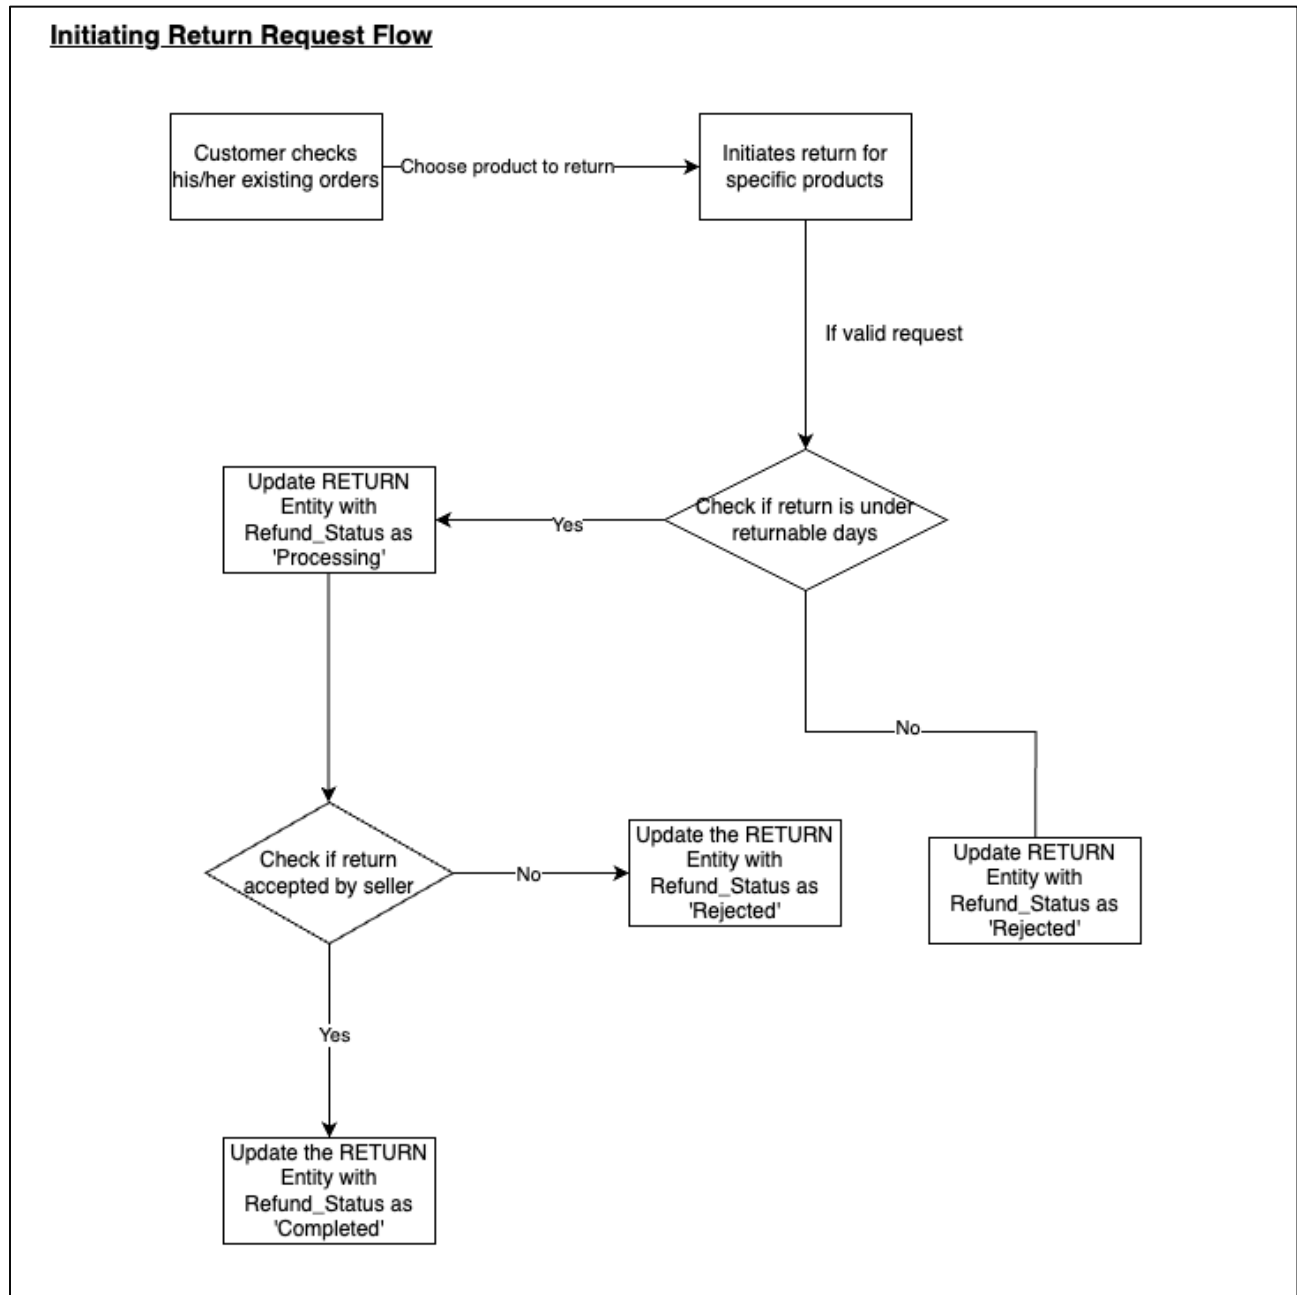 Initiating Return Request Flow
Customer checks
his/her existing orders
Choose product to return
Initiates return for
specific products
If valid request
Check if return is under
returnable days
Yes
Update RETURN
Entity with
Refund_Status as
'Processing'
No
Update RETURN
Entity with
Refund_Status as
'Rejected'
Check if return
accepted by seller
No
Update the RETURN
Entity with
Refund_Status as
'Rejected'
Yes
Update the RETURN
Entity with
Refund_Status as
'Completed'